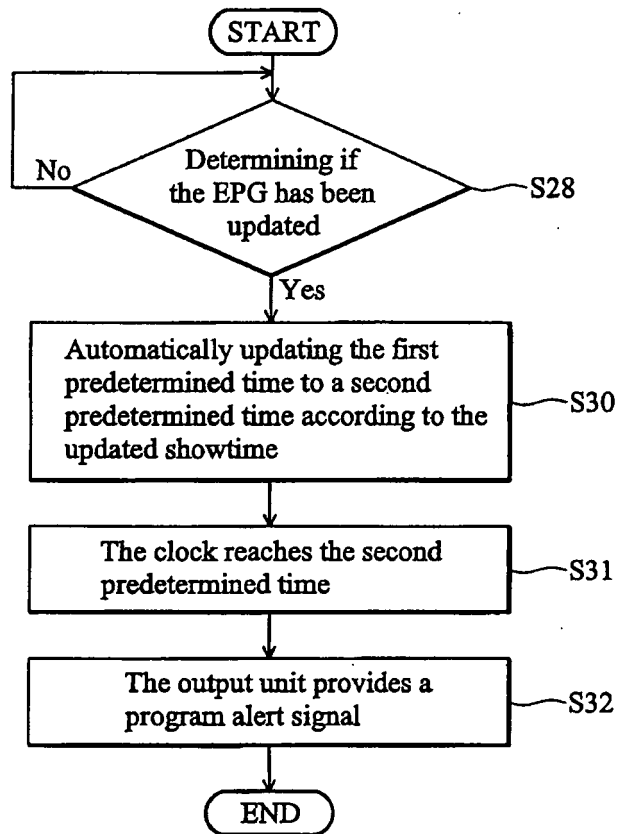 START
No
Determining if
the EPG has been
updated
S28
Yes
Automatically updating the first
predetermined time to a second
predetermined time according to the
updated showtime
S30
The clock reaches the second
predetermined time
S31
The output unit provides a
program alert signal
S32
END